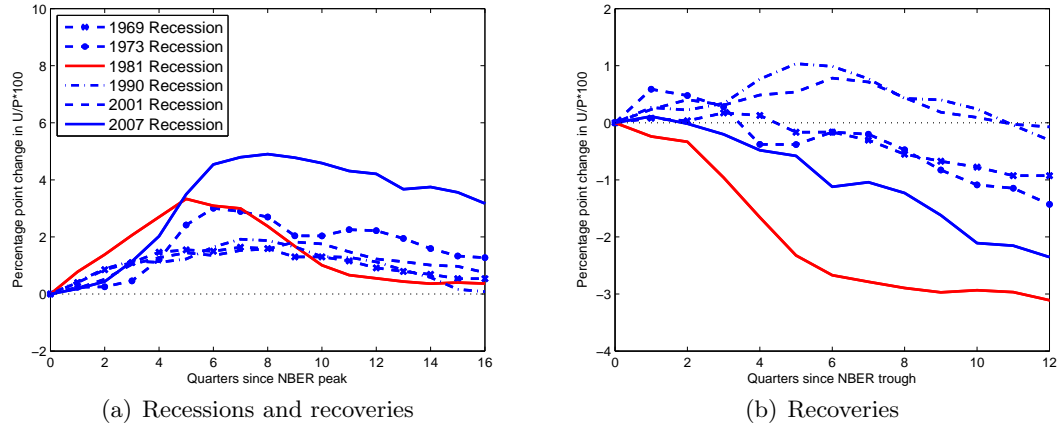 Percentage point change in U/P*100
10
8
6
4
2
0
−2
1969 Recession
1973 Recession
1981 Recession
1990 Recession
2001 Recession
2007 Recession
0 2 4 6 8 10 12 14 16
Quarters since NBER peak
(a) Recessions and recoveries
Percentage point change in U/P*100
2
1
0
−1
−2
−3
−4
0 2 4 6 8 10 12
Quarters since NBER trough
(b) Recoveries